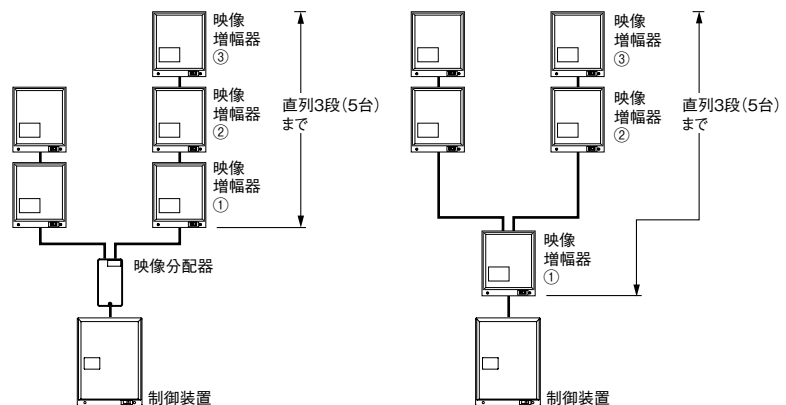 映像
増幅器
③
映像
増幅器
②
映像
増幅器
①
直列3段(5台)
まで
映像分配器
制御装置
映像
増幅器
③
映像
増幅器
②
直列3段(5台)
まで
映像
増幅器
①
制御装置